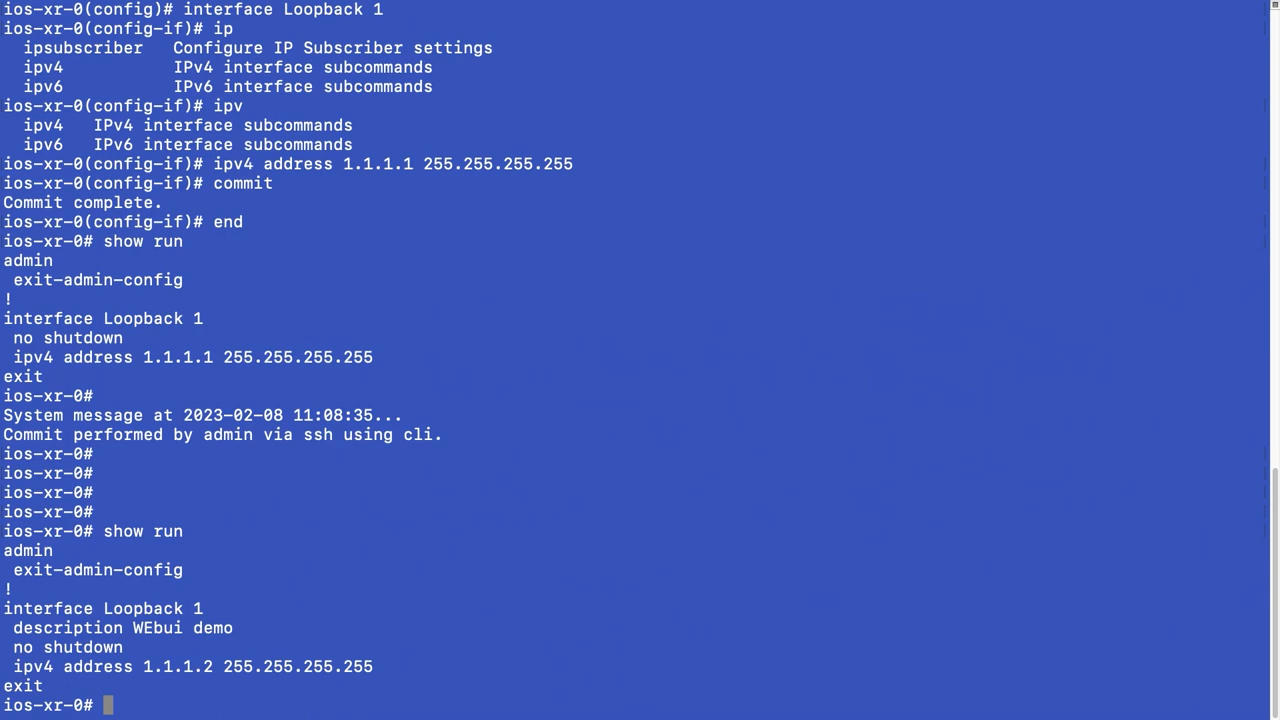 ios-xr-0(config)# interface Loopback 1
ios-xr-0(config-if)# ip
  ipsubscriber   Configure IP Subscriber settings
  ipv4           IPv4 interface subcommands
  ipv6           IPv6 interface subcommands
ios-xr-0(config-if)# ipv
  ipv4   IPv4 interface subcommands
  ipv6   IPv6 interface subcommands
ios-xr-0(config-if)# ipv4 address 1.1.1.1 255.255.255.255
ios-xr-0(config-if)# commit
Commit complete.
ios-xr-0(config-if)# end
ios-xr-0# show run
admin
 exit-admin-config
!
interface Loopback 1
 no shutdown
 ipv4 address 1.1.1.1 255.255.255.255
exit
ios-xr-0#
System message at 2023-02-08 11:08:35...
Commit performed by admin via ssh using cli.
ios-xr-0#
ios-xr-0#
ios-xr-0#
ios-xr-0#
ios-xr-0# show run
admin
 exit-admin-config
!
interface Loopback 1
 description WEbui demo
 no shutdown
 ipv4 address 1.1.1.2 255.255.255.255
exit
ios-xr-0#